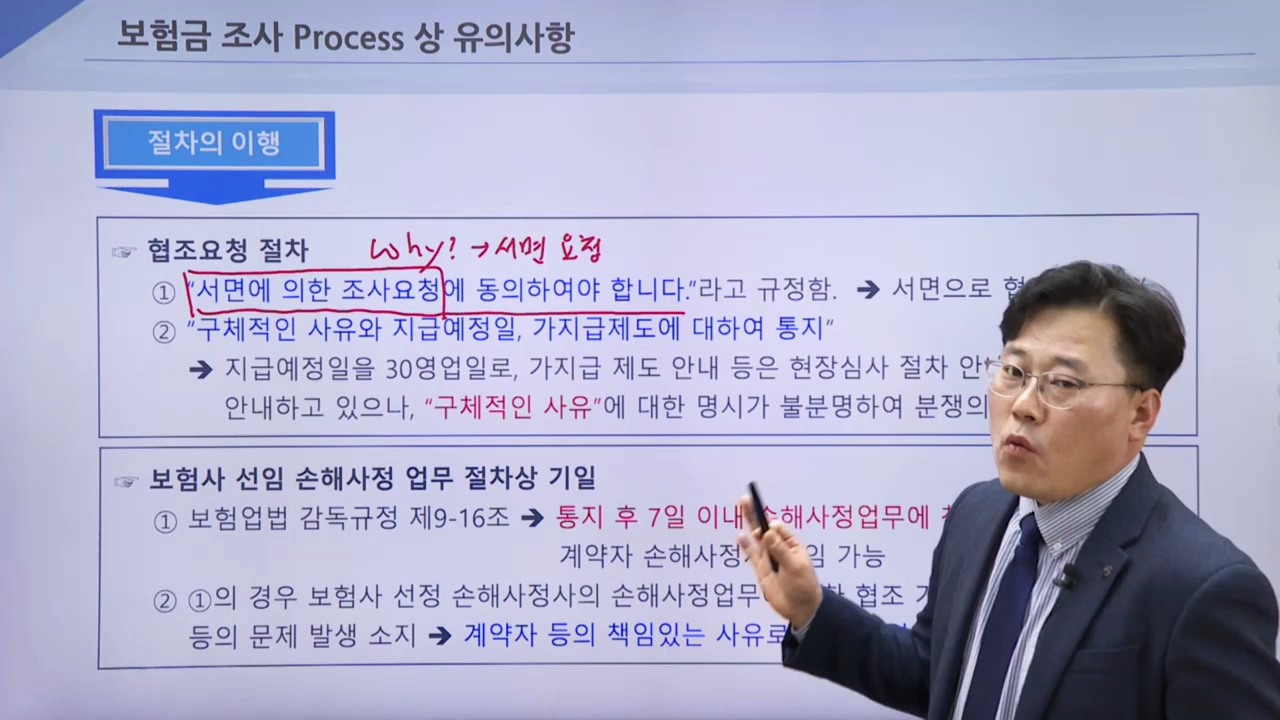 보험금 조사 Process 상 유의사항
절차의 이행
☞ 협조요청 절차 Why? → 서면 요청
① "서면에 의한 조사요청에 동의하여야 합니다."라고 규정함. ➔ 서면으로
② "구체적인 사유와 지급예정일, 가지급제도에 대하여 통지"
➔ 지급예정일을 30영업일로, 가지급 제도 안내 등은 현장심사 절차
안내하고 있으나, "구체적인 사유"에 대한 명시가 불분명하여 분쟁의
☞ 보험사 선임 손해사정 업무 절차상 기일
① 보험업법 감독규정 제9-16조 ➔ 통지 후 7일 이내 손해사정업무에
계약자 가능
② ①의 경우 보험사 선정 손해사정사의 협조
등의 문제 발생 소지 ➔ 계약자 등의 책임있는